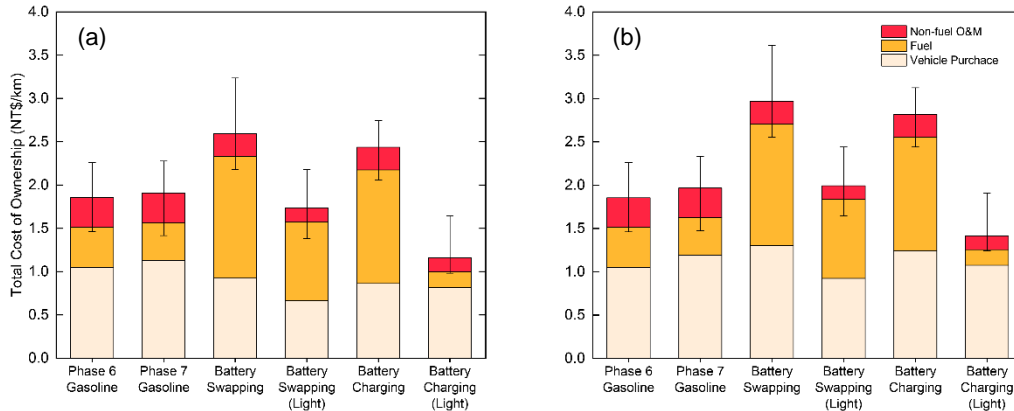 (a)
Total Cost of Ownership (NT$/km)
4.0
3.5
3.0
2.5
2.0
1.5
1.0
0.5
0.0
Phase 6
Gasoline
Phase 7
Gasoline
Battery
Swapping
Battery
Swapping
(Light)
Battery
Charging
Battery
Charging
(Light)
(b)
Non-fuel O&M
Fuel
Vehicle Purchace
4.0
3.5
3.0
2.5
2.0
1.5
1.0
0.5
0.0
Phase 6
Gasoline
Phase 7
Gasoline
Battery
Swapping
Battery
Swapping
(Light)
Battery
Charging
Battery
Charging
(Light)